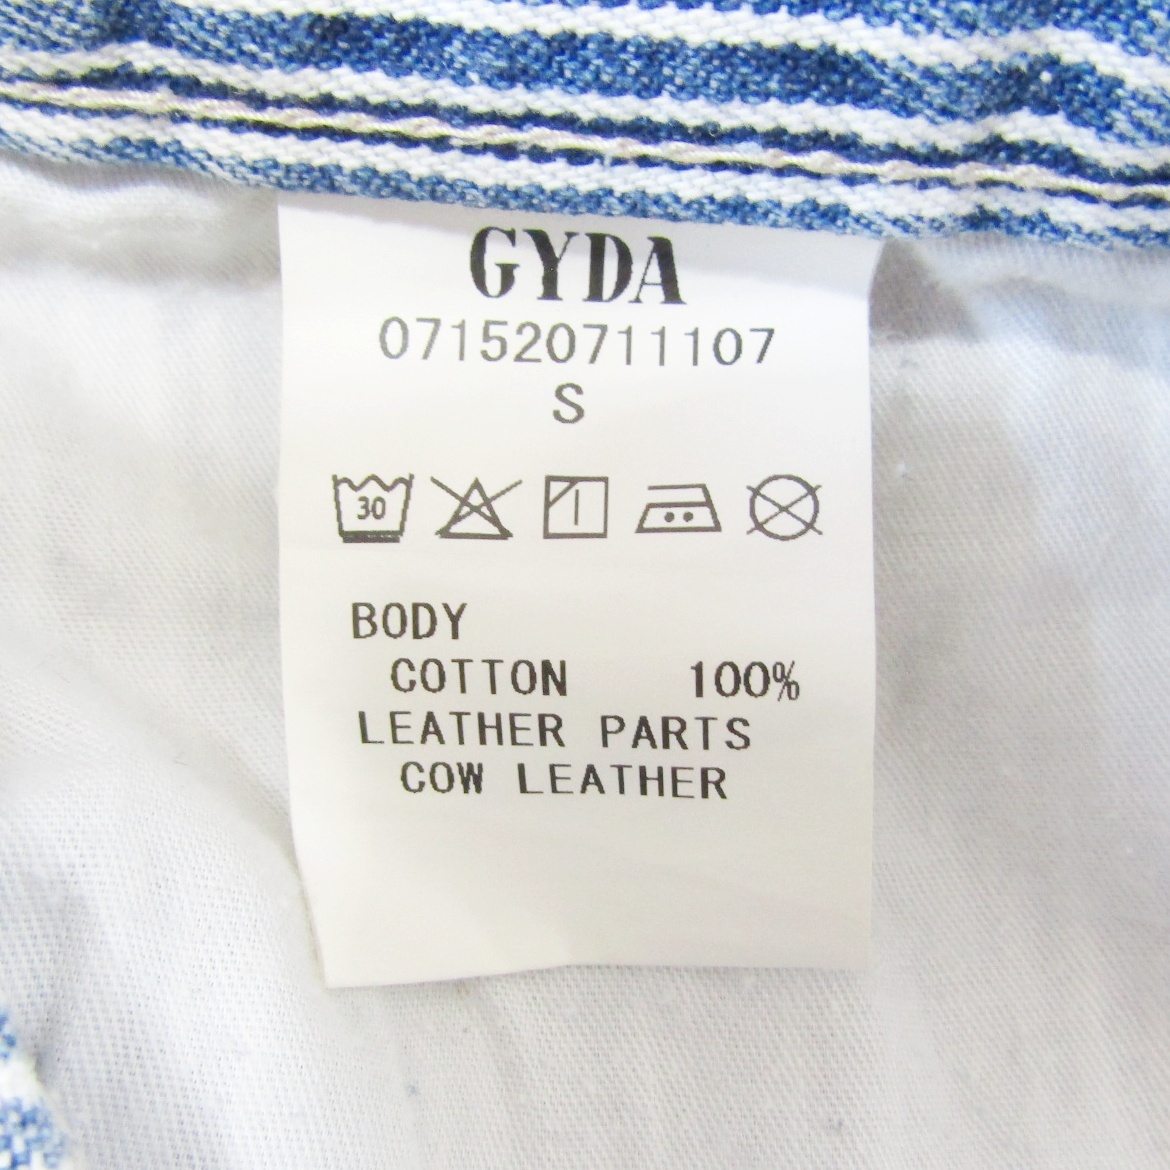 GYDA
071520711107
S
30
BODY
COTTON 100%
LEATHER PARTS
COW LEATHER